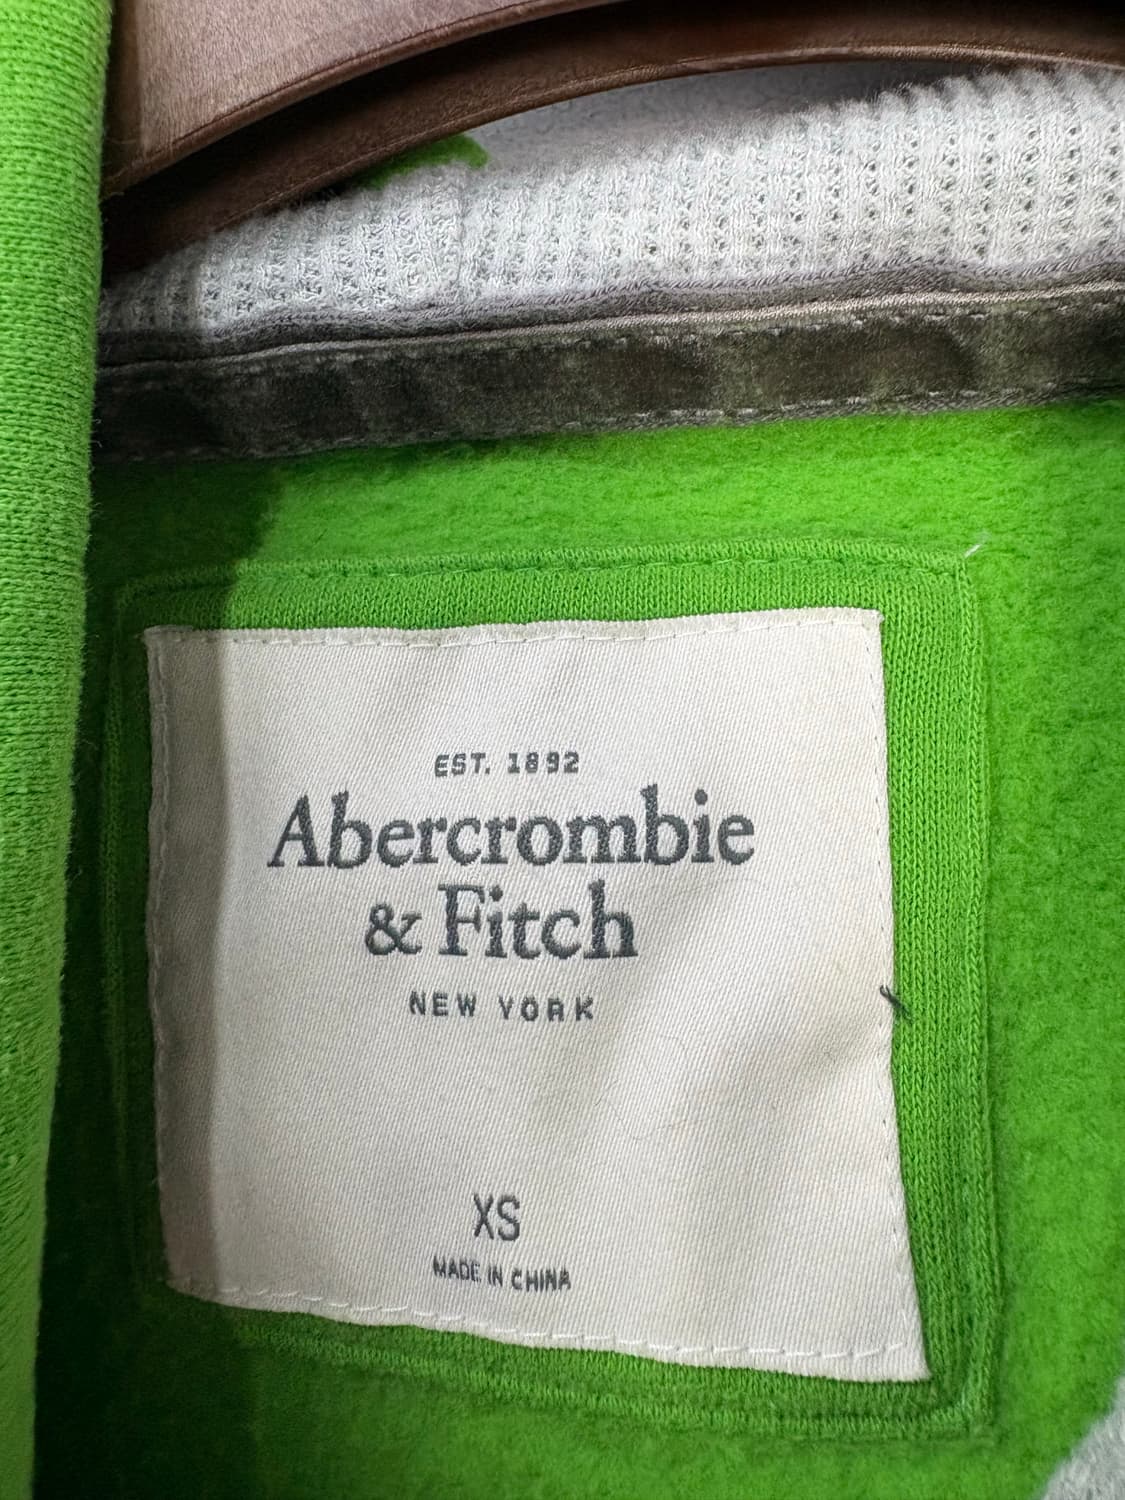 EST. 1892
Abercrombie
& Fitch
NEW YORK
XS
MADE IN CHINA